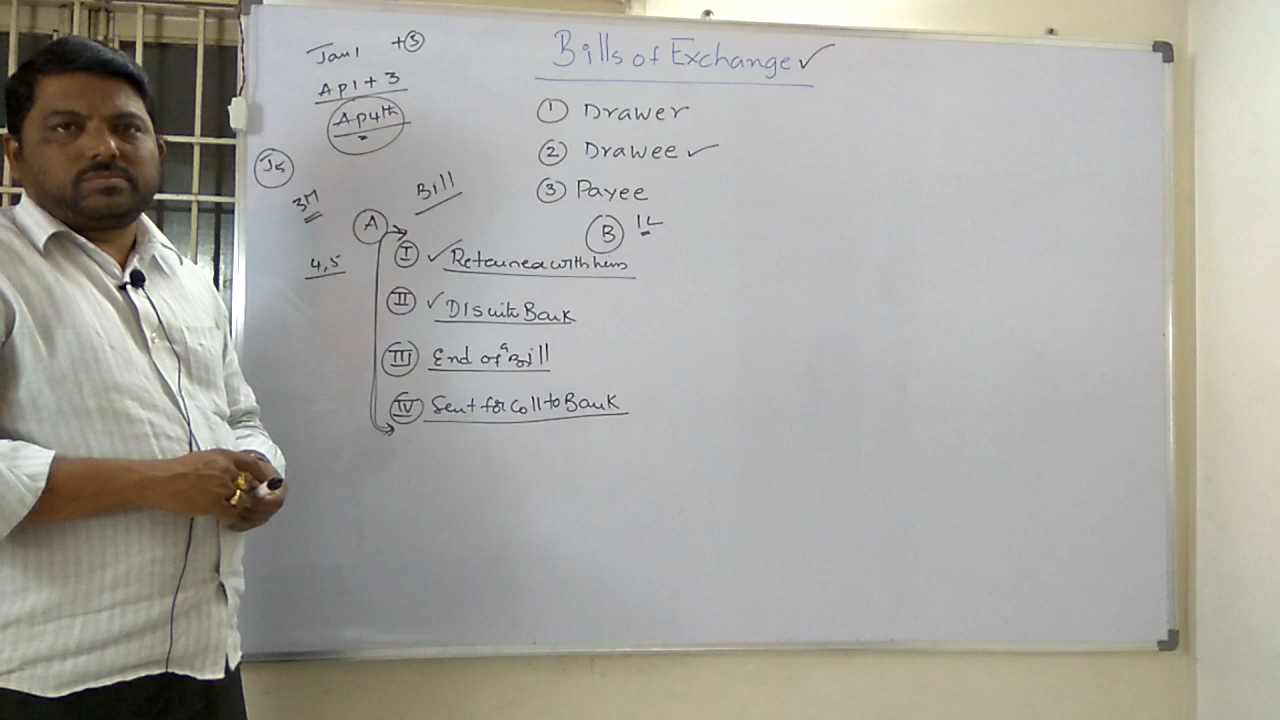 Bills of Exchange
Jan 1 +3
Ap 1 + 3
Ap 4th
① Drawer
② Drawee
③ Payee
3M
Bill
A
B 1L
4,5
I Retained with him
II Dis with Bank
III End of a Bill
IV Sent for Coll to Bank